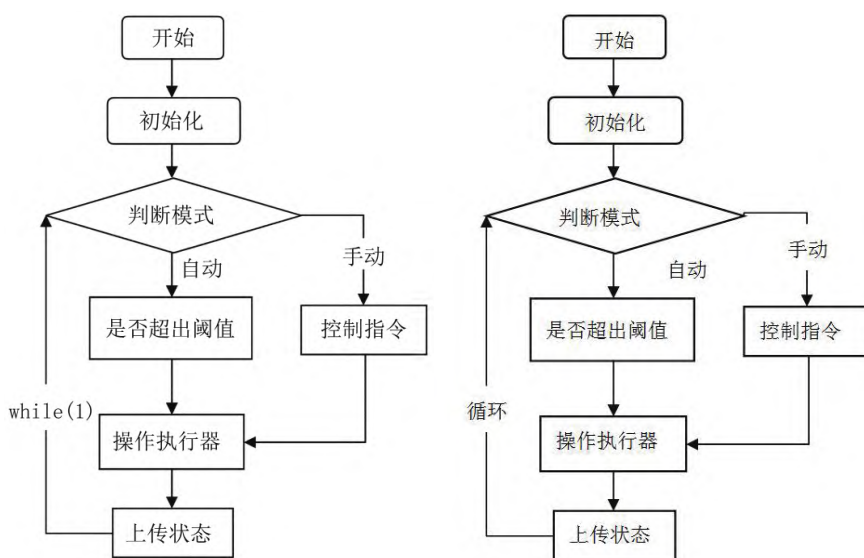 开始
初始化
判断模式
自动
手动
是否超出阈值
控制指令
while(1)
操作执行器
上传状态
开始
初始化
判断模式
自动
手动
是否超出阈值
控制指令
循环
操作执行器
上传状态